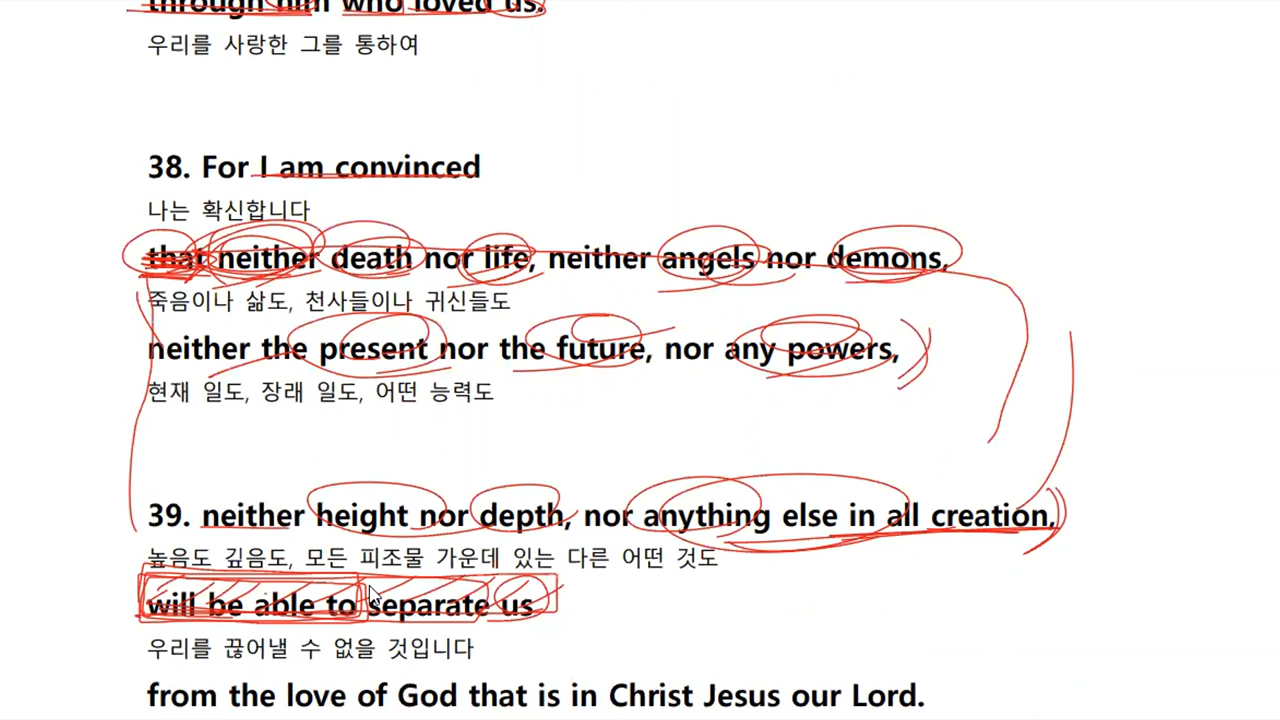 through him who loved us.
우리를 사랑한 그를 통하여
38. For I am convinced
나는 확신합니다
that neither death nor life, neither angels nor demons,
죽음이나 삶도, 천사들이나 귀신들도
neither the present nor the future, nor any powers,
현재 일도, 장래 일도, 어떤 능력도
39. neither height nor depth, nor anything else in all creation,
높음도 깊음도, 모든 피조물 가운데 있는 다른 어떤 것도
will be able to separate us
우리를 끊어낼 수 없을 것입니다
from the love of God that is in Christ Jesus our Lord.